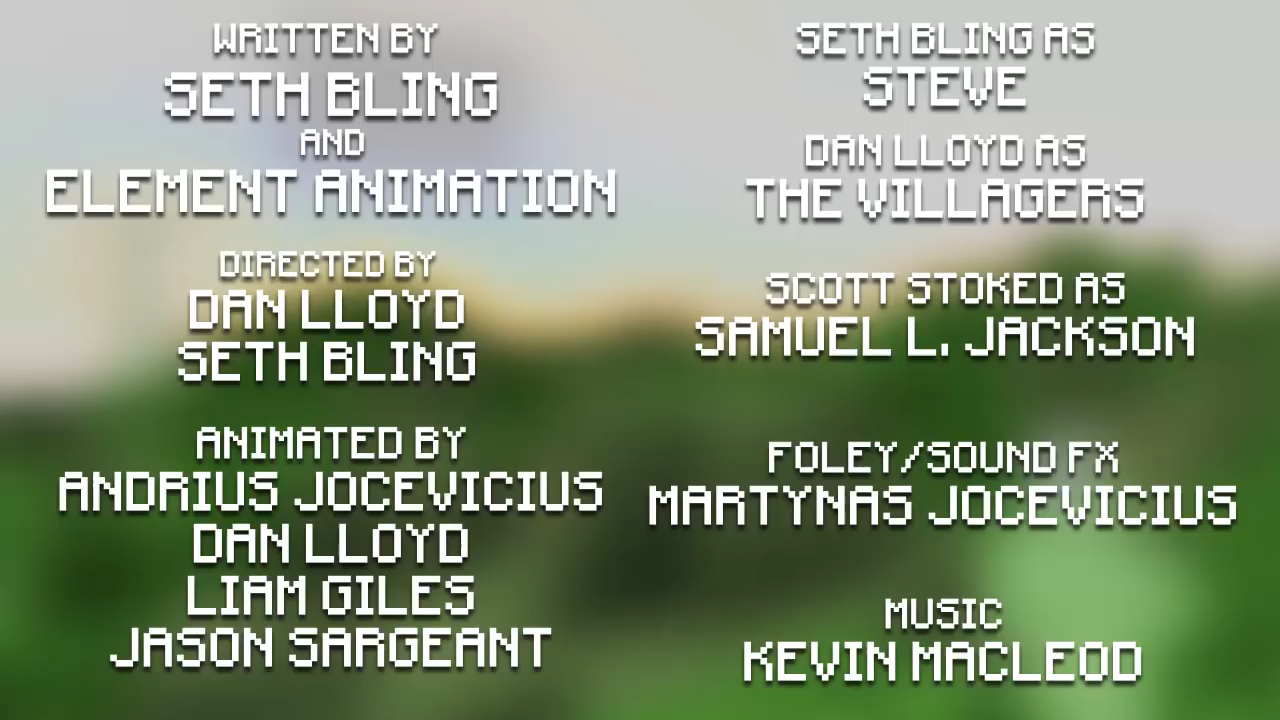 WRITTEN BY
SETH BLING
AND
ELEMENT ANIMATION
DIRECTED BY
DAN LLOYD
SETH BLING
ANIMATED BY
ANDRIUS JOCEVICIUS
DAN LLOYD
LIAM GILES
JASON SARGEANT
SETH BLING AS
STEVE
DAN LLOYD AS
THE VILLAGERS
SCOTT STOKED AS
SAMUEL L. JACKSON
FOLEY/SOUND FX
MARTYNAS JOCEVICIUS
MUSIC
KEVIN MACLEOD